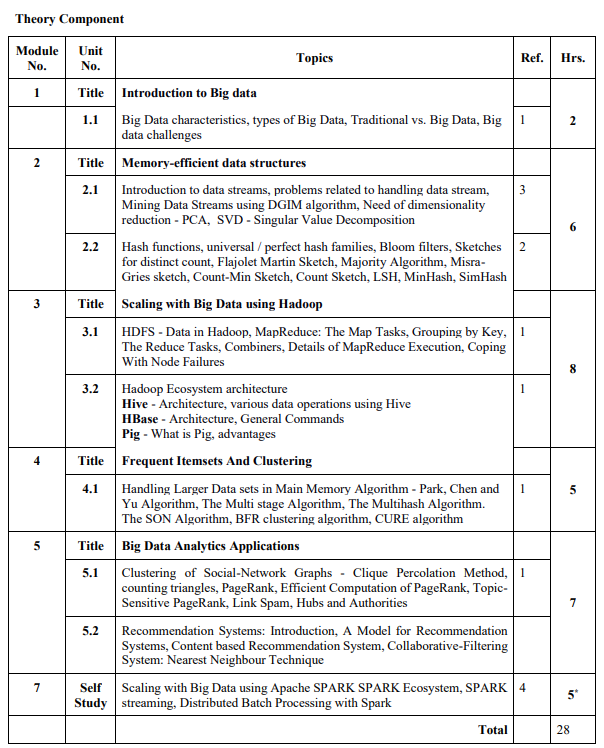 Theory Component
Module No. Unit No. Topics Ref. Hrs.
1 Title Introduction to Big data
1.1 Big Data characteristics, types of Big Data, Traditional vs. Big Data, Big 1 2
data challenges
2 Title Memory-efficient data structures
2.1 Introduction to data streams, problems related to handling data stream, 3
Mining Data Streams using DGIM algorithm, Need of dimensionality
reduction - PCA, SVD - Singular Value Decomposition
6
2.2 Hash functions, universal / perfect hash families, Bloom filters, Sketches 2
for distinct count, Flajolet Martin Sketch, Majority Algorithm, Misra-
Gries sketch, Count-Min Sketch, Count Sketch, LSH, MinHash, SimHash
3 Title Scaling with Big Data using Hadoop
3.1 HDFS - Data in Hadoop, MapReduce: The Map Tasks, Grouping by Key, 1
The Reduce Tasks, Combiners, Details of MapReduce Execution, Coping
With Node Failures
8
3.2 Hadoop Ecosystem architecture 1
Hive - Architecture, various data operations using Hive
HBase - Architecture, General Commands
Pig - What is Pig, advantages
4 Title Frequent Itemsets And Clustering
4.1 Handling Larger Data sets in Main Memory Algorithm - Park, Chen and 1 5
Yu Algorithm, The Multi stage Algorithm, The Multihash Algorithm.
The SON Algorithm, BFR clustering algorithm, CURE algorithm
5 Title Big Data Analytics Applications
5.1 Clustering of Social-Network Graphs - Clique Percolation Method, 1
counting triangles, PageRank, Efficient Computation of PageRank, Topic-
Sensitive PageRank, Link Spam, Hubs and Authorities
7
5.2 Recommendation Systems: Introduction, A Model for Recommendation
Systems, Content based Recommendation System, Collaborative-Filtering
System: Nearest Neighbour Technique
7 Self Study Scaling with Big Data using Apache SPARK SPARK Ecosystem, SPARK 4 5*
streaming, Distributed Batch Processing with Spark
Total 28